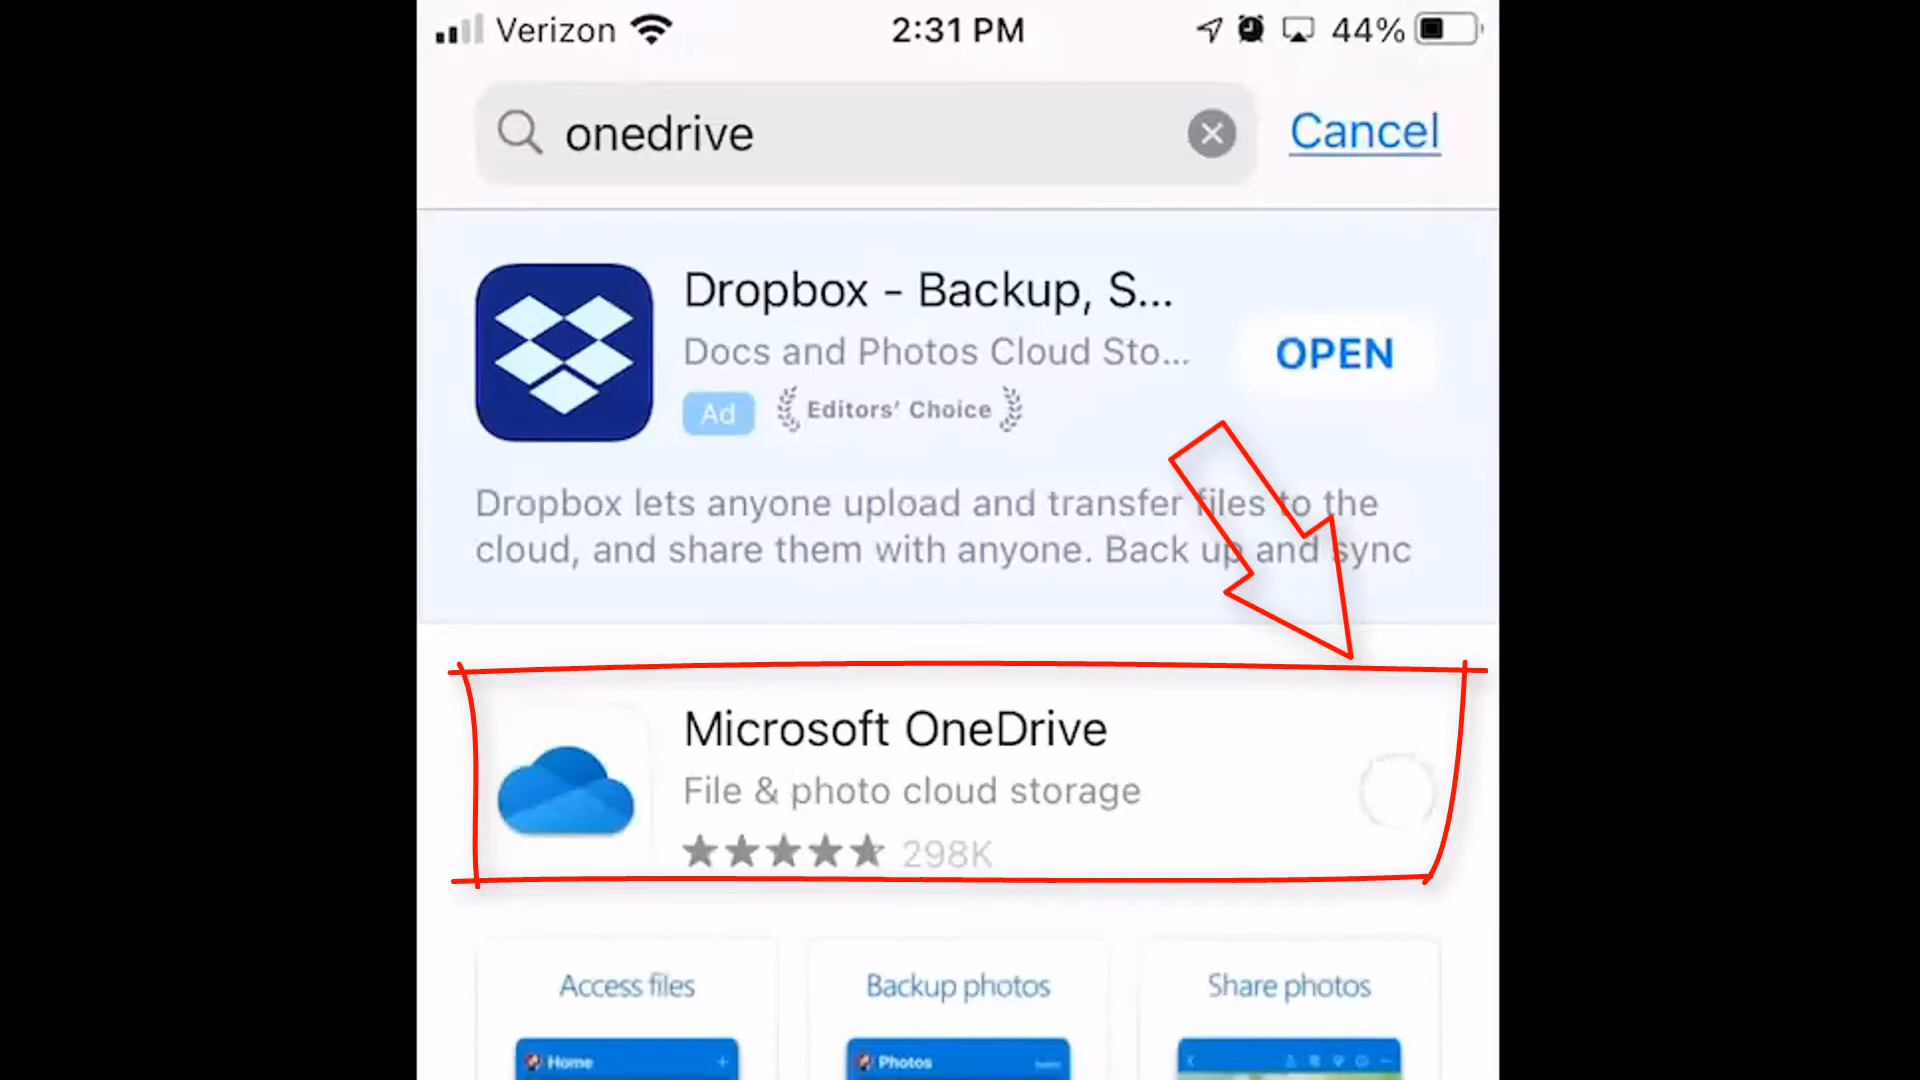 Verizon 2:31 PM 44%
onedrive Cancel
Dropbox - Backup, S...
Docs and Photos Cloud Sto...
OPEN
Ad Editors' Choice
Dropbox lets anyone upload and transfer files to the
cloud, and share them with anyone. Back up and sync
Microsoft OneDrive
File & photo cloud storage
298K
Access files Backup photos Share photos
Home Photos